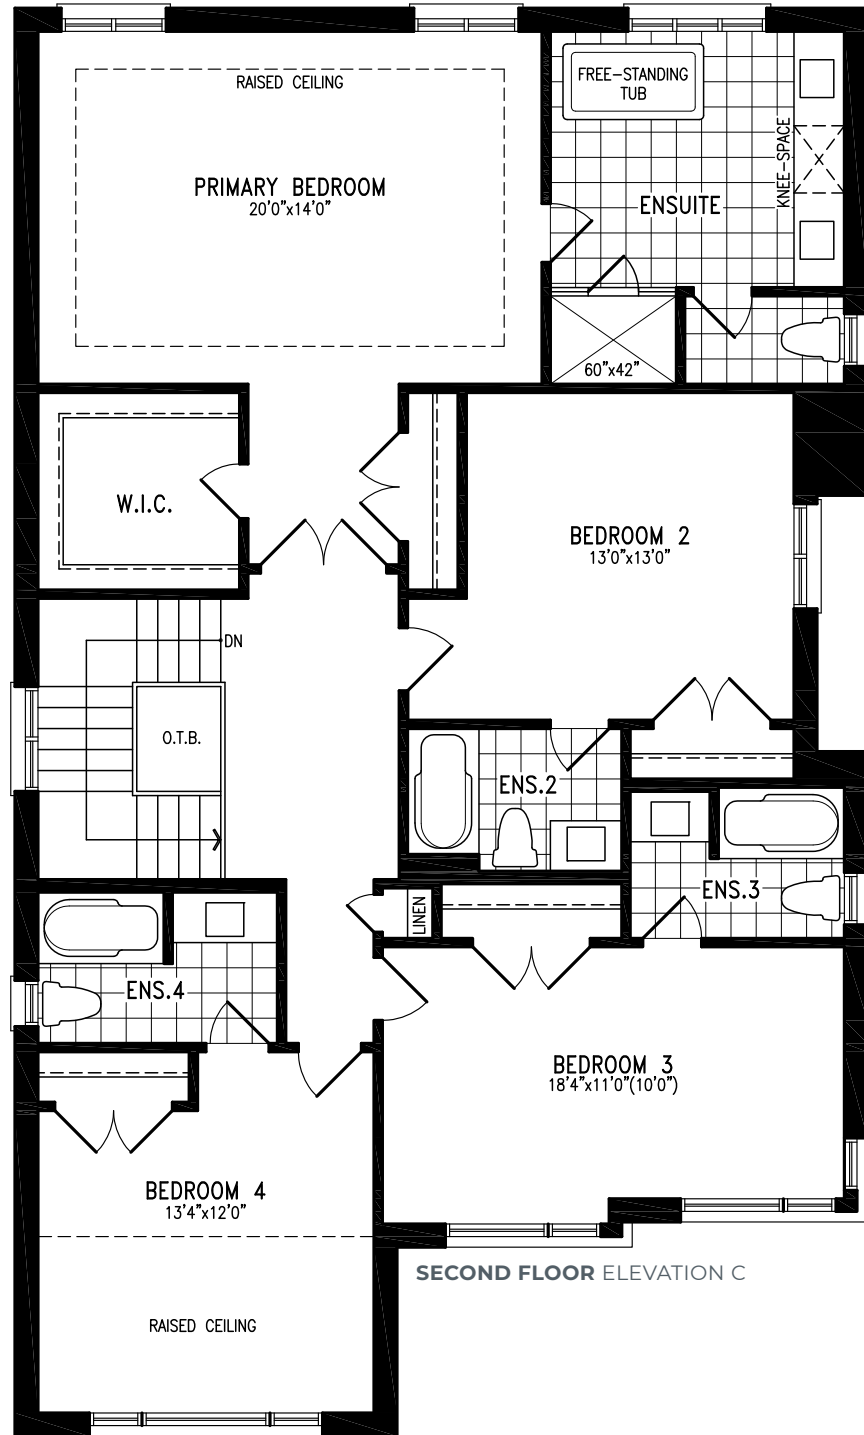 RAISED CEILING
PRIMARY BEDROOM
20'0"x14'0"
FREE-STANDING
TUB
KNEE-SPACE
ENSUITE
60"x42"
W.I.C.
BEDROOM 2
13'0"x13'0"
DN
O.T.B.
ENS.2
ENS.3
LINEN
ENS.4
BEDROOM 3
18'4"x11'0"(10'0")
BEDROOM 4
13'4"x12'0"
RAISED CEILING
SECOND FLOOR ELEVATION C